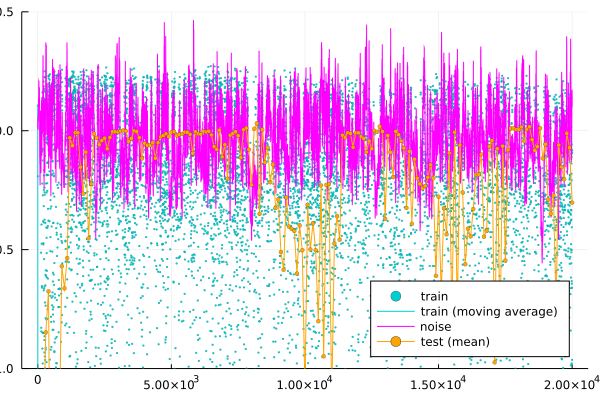 0.5
0.0
0.5
1.0
0
5.00×10³
1.00×10⁴
1.50×10⁴
2.00×10⁴
train
train (moving average)
noise
test (mean)